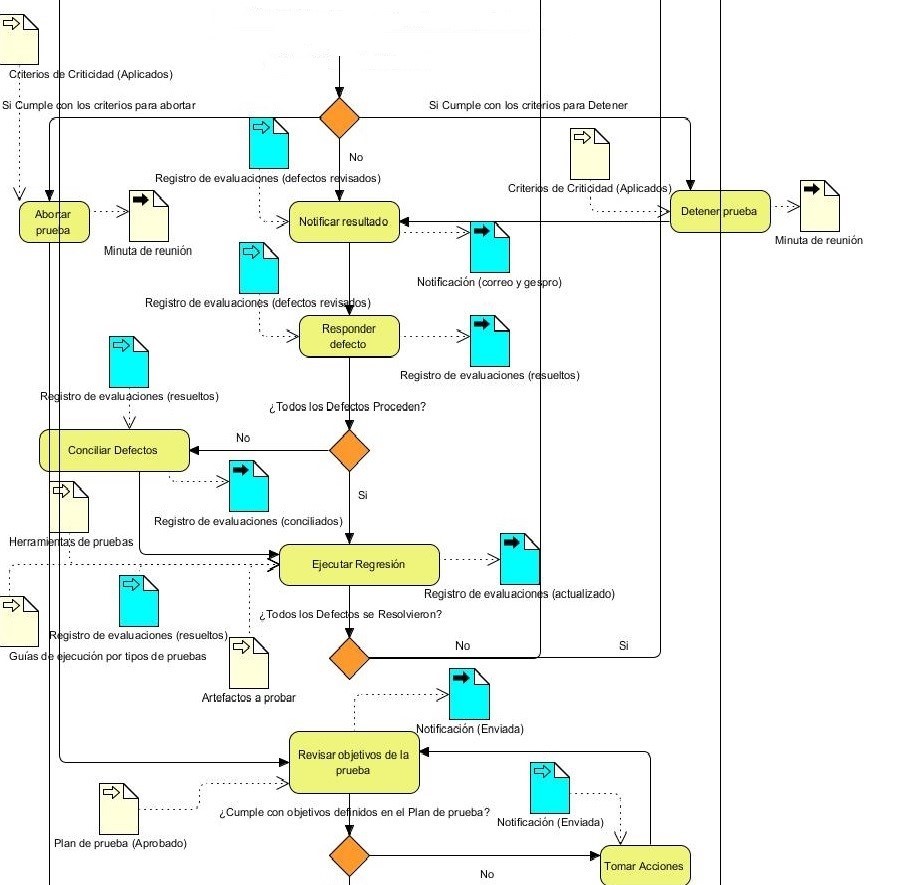 Criterios de Criticidad (Aplicados)
Si Cumple con los criterios para abortar
Si Cumple con los criterios para Detener
No
Registro de evaluaciones (defectos revisados)
Criterios de Criticidad (Aplicados)
Abortar
prueba
Minuta de reunión
Notificar resultado
Detener prueba
Minuta de reunión
Notificación (correo y gespro)
Registro de evaluaciones (defectos revisados)
Responder
defecto
Registro de evaluaciones (resueltos)
Registro de evaluaciones (resueltos)
¿Todos los Defectos Proceden?
Conciliar Defectos
No
Si
Registro de evaluaciones (conciliados)
Herramientas de pruebas
Ejecutar Regresión
Registro de evaluaciones (actualizado)
¿Todos los Defectos se Resolvieron?
Registro de evaluaciones (resueltos)
Guías de ejecución por tipos de pruebas
No
Si
Artefactos a probar
Notificación (Enviada)
Revisar objetivos de la
prueba
¿Cumple con objetivos definidos en el Plan de prueba?
Notificación (Enviada)
Plan de prueba (Aprobado)
Tomar Acciones
No